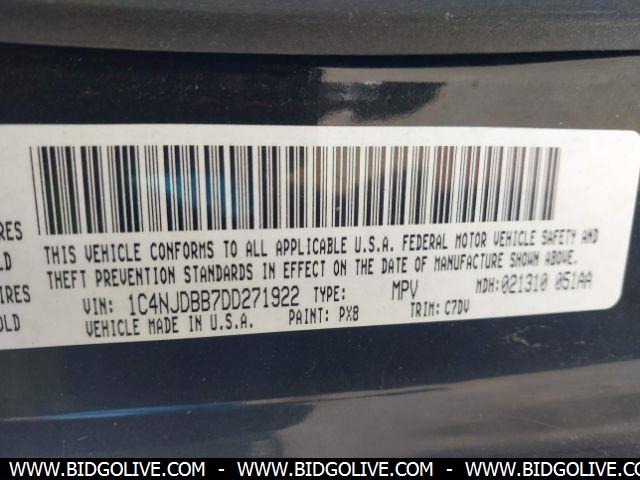 RES
LD
IRES
OLD
THIS VEHICLE CONFORMS TO ALL APPLICABLE U.S.A. FEDERAL MOTOR VEHICLE SAFETY AND
THEFT PREVENTION STANDARDS IN EFFECT ON THE DATE OF MANUFACTURE SHOWN ABOVE.
VIN: 1C4NJDBB7DD271922 TYPE: MPV MDH:021310 051AA
VEHICLE MADE IN U.S.A. PAINT: PX8 TRIM: C7DV
WWW.BIDGOLIVE.COM - WWW.BIDGOLIVE.COM - WWW.BIDGOLIVE.COM